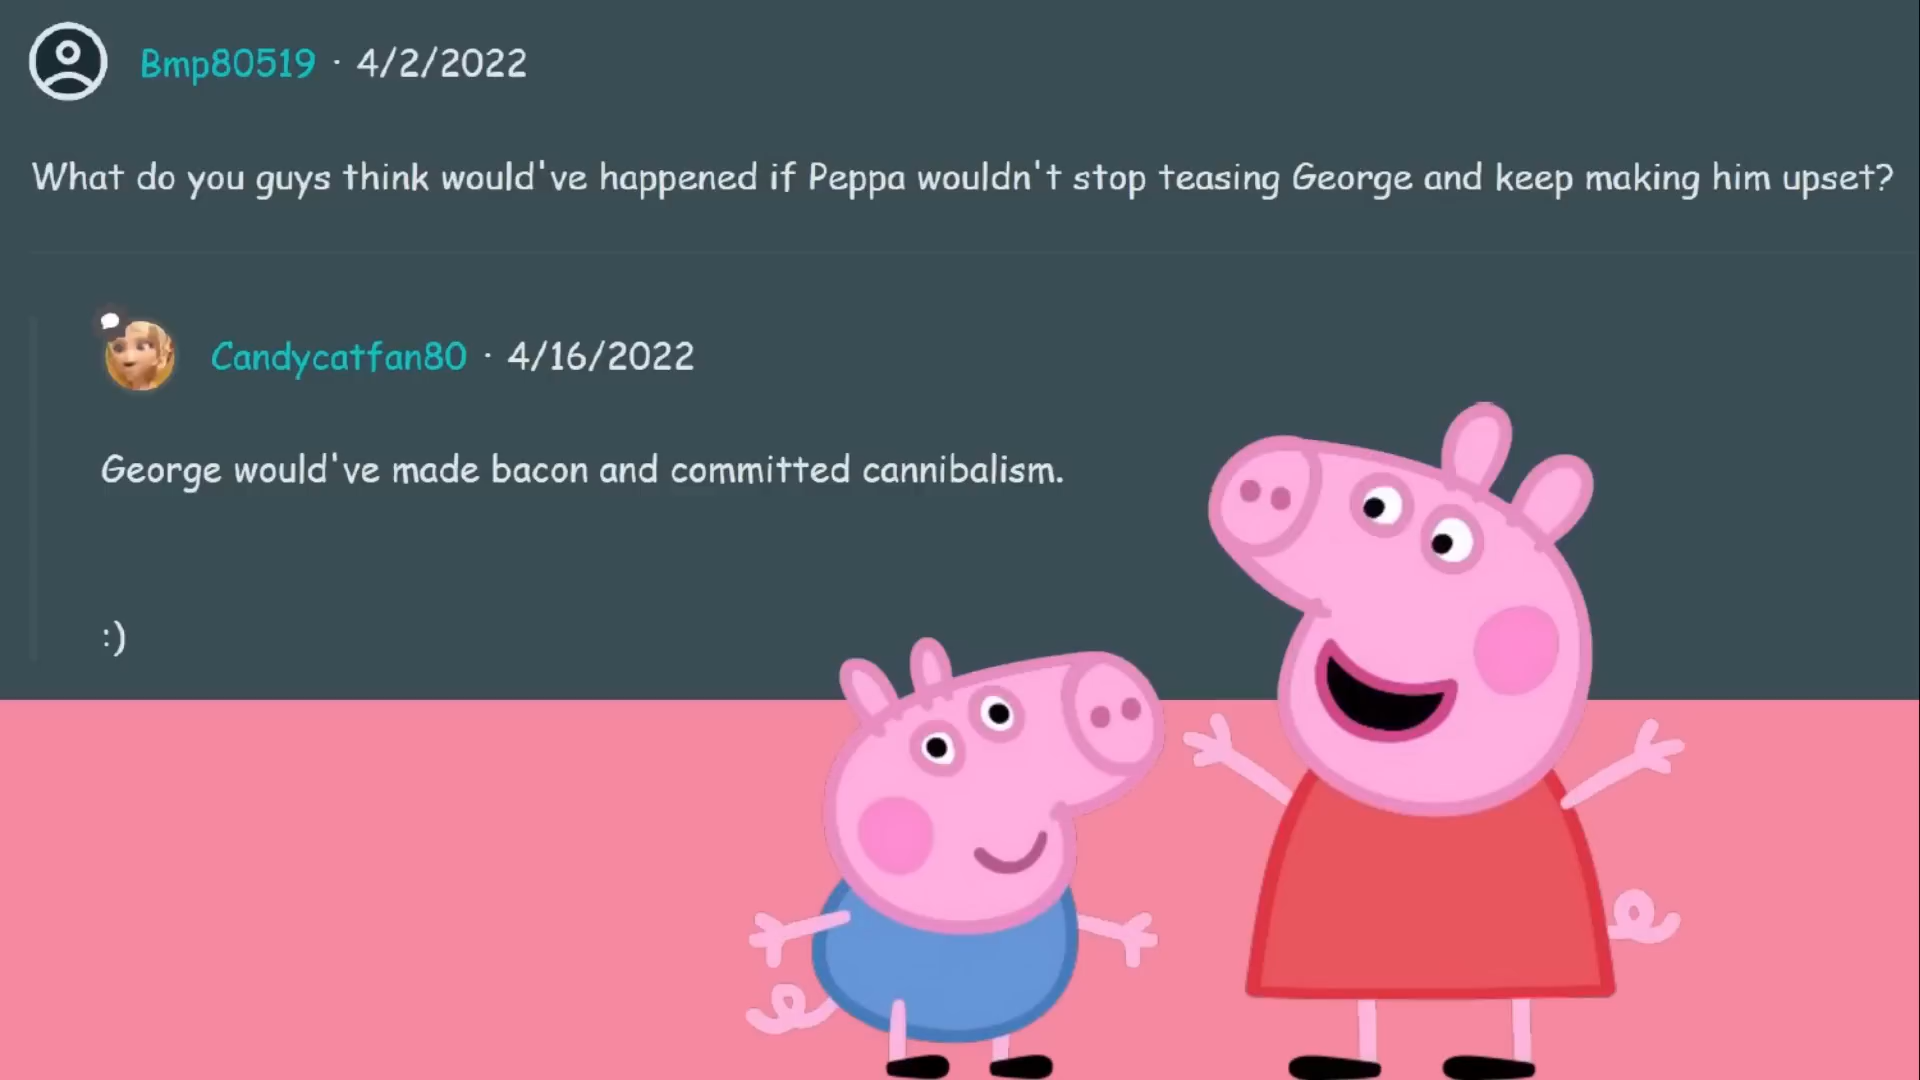 Bmp80519 · 4/2/2022
What do you guys think would've happened if Peppa wouldn't stop teasing George and keep making him upset?
Candycatfan80 · 4/16/2022
George would've made bacon and committed cannibalism.
:)